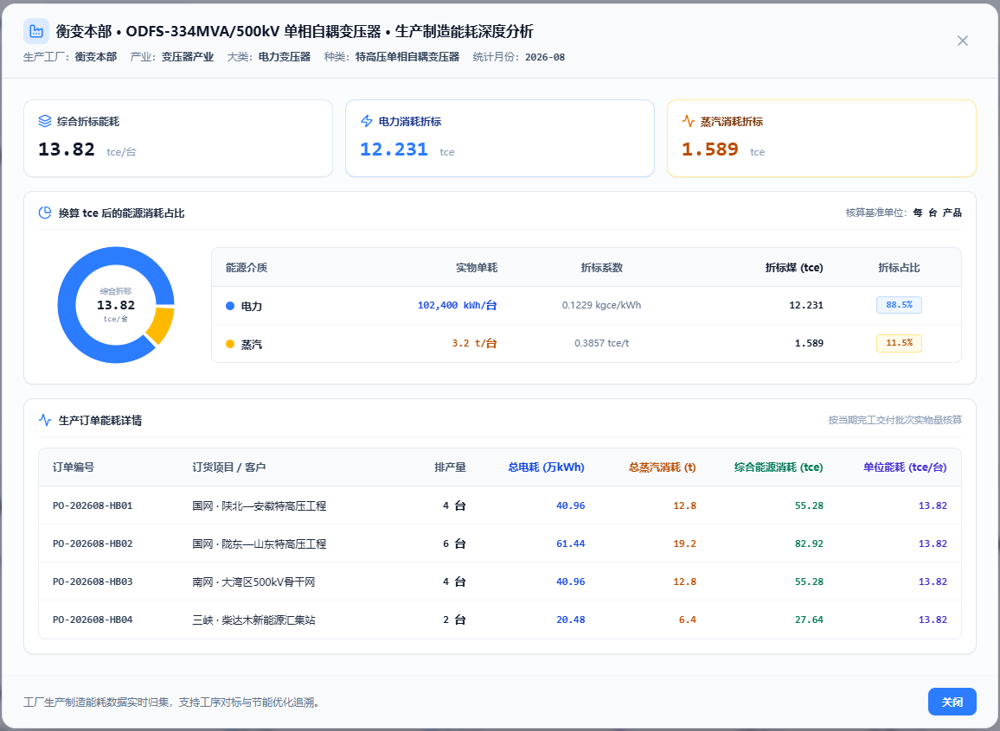 衡变本部 • ODFS-334MVA/500kV 单相自耦变压器 • 生产制造能耗深度分析
生产工厂: 衡变本部 产业: 变压器产业 大类: 电力变压器 种类: 特高压单相自耦变压器 统计月份: 2026-08
综合折标能耗
13.82 tce/台
电力消耗折标
12.231 tce
蒸汽消耗折标
1.589 tce
换算 tce 后的能源消耗占比
核算基准单位: 每 台 产品
综合折标
13.82
tce/台
能源介质 实物单耗 折标系数 折标煤 (tce) 折标占比
电力 102,400 kWh/台 0.1229 kgce/kWh 12.231 88.5%
蒸汽 3.2 t/台 0.3857 tce/t 1.589 11.5%
生产订单能耗详情
按当期完工交付批次实物量核算
订单编号 订货项目 / 客户 排产量 总电耗 (万kWh) 总蒸汽消耗 (t) 综合能源消耗 (tce) 单位能耗 (tce/台)
PO-202608-HB01 国网 · 陕北—安徽特高压工程 4 台 40.96 12.8 55.28 13.82
PO-202608-HB02 国网 · 陇东—山东特高压工程 6 台 61.44 19.2 82.92 13.82
PO-202608-HB03 南网 · 大湾区500kV骨干网 4 台 40.96 12.8 55.28 13.82
PO-202608-HB04 三峡 · 柴达木新能源汇集站 2 台 20.48 6.4 27.64 13.82
工厂生产制造能耗数据实时归集，支持工序对标与节能优化追溯。
关闭